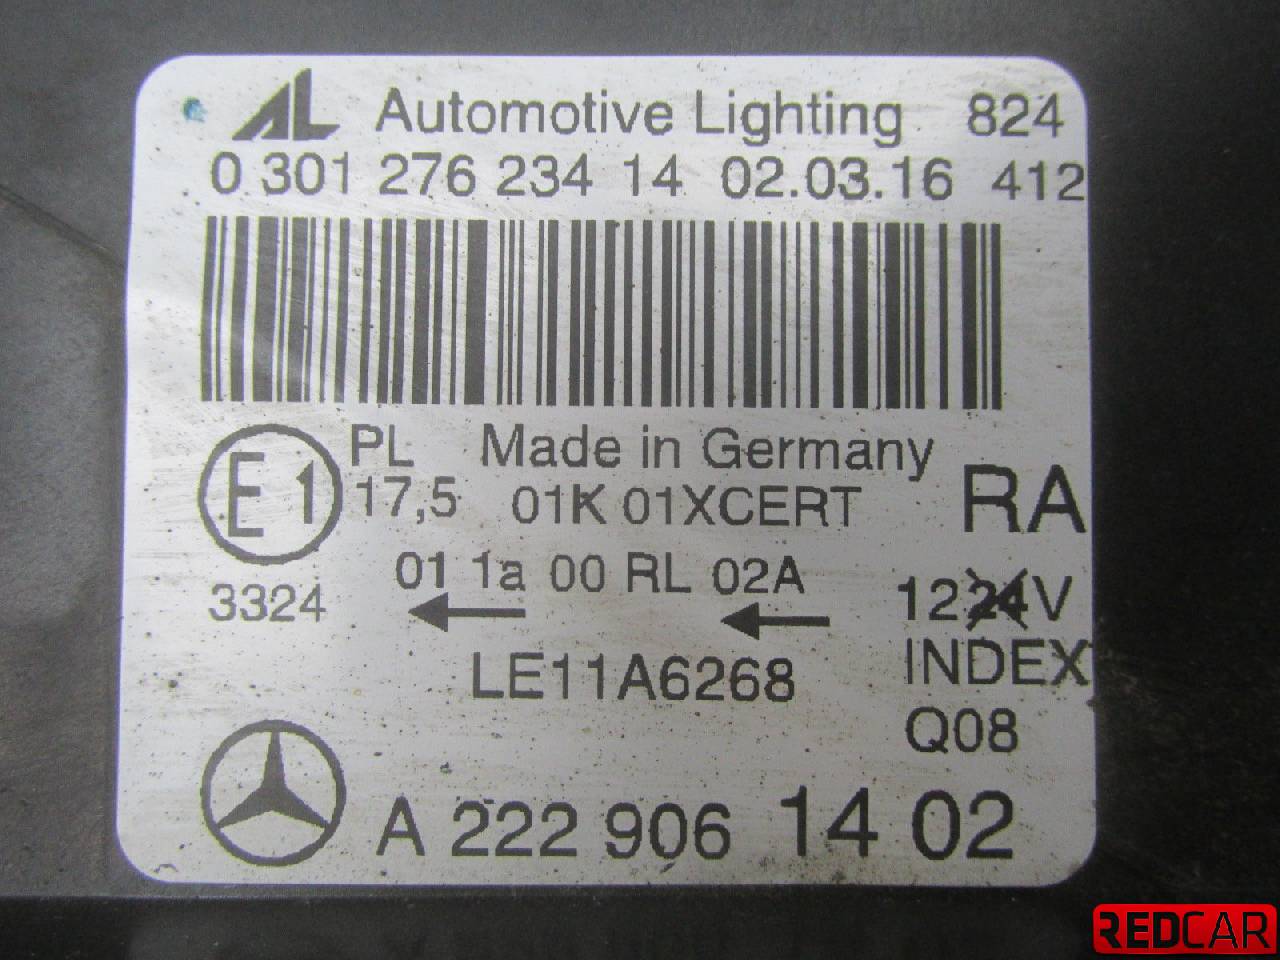 AL Automotive Lighting 824
0 301 276 234 14 02.03.16 412
E1 PL Made in Germany
17,5 01K 01XCERT RA
01 1a 00 RL 02A
3324 1224V
LE11A6268 INDEX
Q08
A 222 906 14 02
REDCAR